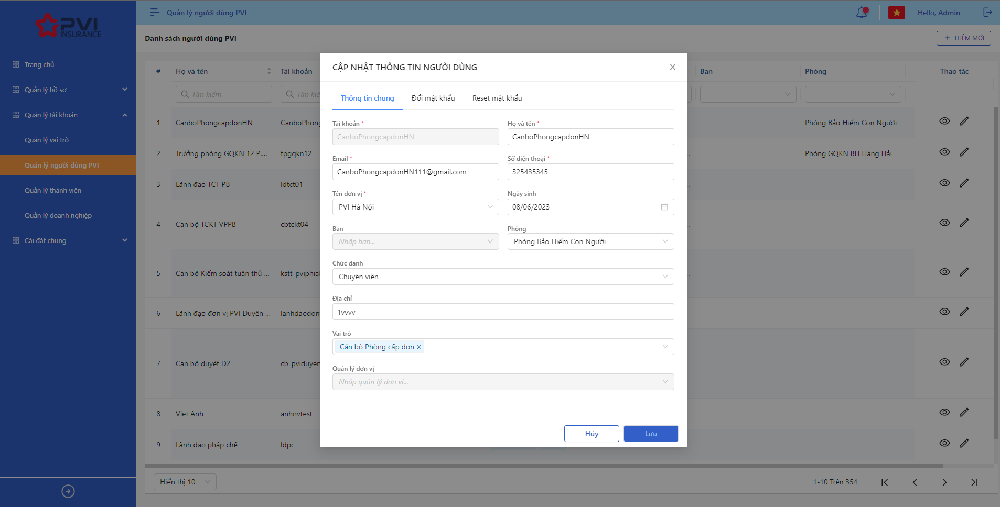 PVI
INSURANCE
Trang chủ
Quản lý hồ sơ
Quản lý tài khoản
Quản lý vai trò
Quản lý người dùng PVI
Quản lý thành viên
Quản lý doanh nghiệp
Cài đặt chung
Quản lý người dùng PVI
Hello, Admin
Danh sách người dùng PVI
+ THÊM MỚI
# Họ và tên Tài khoản Ban Phòng Thao tác
Tìm kiếm Tìm kiế
1 CanboPhongcapdonHN CanboPhong Phòng Bảo Hiểm Con Người
2 Trưởng phòng GQKN 12 P.... tpgqkn12 Phòng GQKN BH Hàng Hải
3 Lãnh đạo TCT PB ldtct01
4 Cán bộ TCKT VPPB cbtckt04
5 Cán bộ Kiểm soát tuân thủ ... kstt_pviphia
6 Lãnh đạo đơn vị PVI Duyên ... lanhdaodon
7 Cán bộ duyệt D2 cb_pviduyen
8 Viet Anh anhnvtest
9 Lãnh đạo pháp chế ldpc
Hiển thị 10
1-10 Trên 354
CẬP NHẬT THÔNG TIN NGƯỜI DÙNG
Thông tin chung Đổi mật khẩu Reset mật khẩu
Tài khoản * Họ và tên *
CanboPhongcapdonHN CanboPhongcapdonHN
Email * Số điện thoại *
CanboPhongcapdonHN111@gmail.com 325435345
Tên đơn vị * Ngày sinh
PVI Hà Nội 08/06/2023
Ban Phòng
Nhập ban... Phòng Bảo Hiểm Con Người
Chức danh
Chuyên viên
Địa chỉ
1vvvv
Vai trò
Cán bộ Phòng cấp đơn x
Quản lý đơn vị
Nhập quản lý đơn vị...
Hủy Lưu